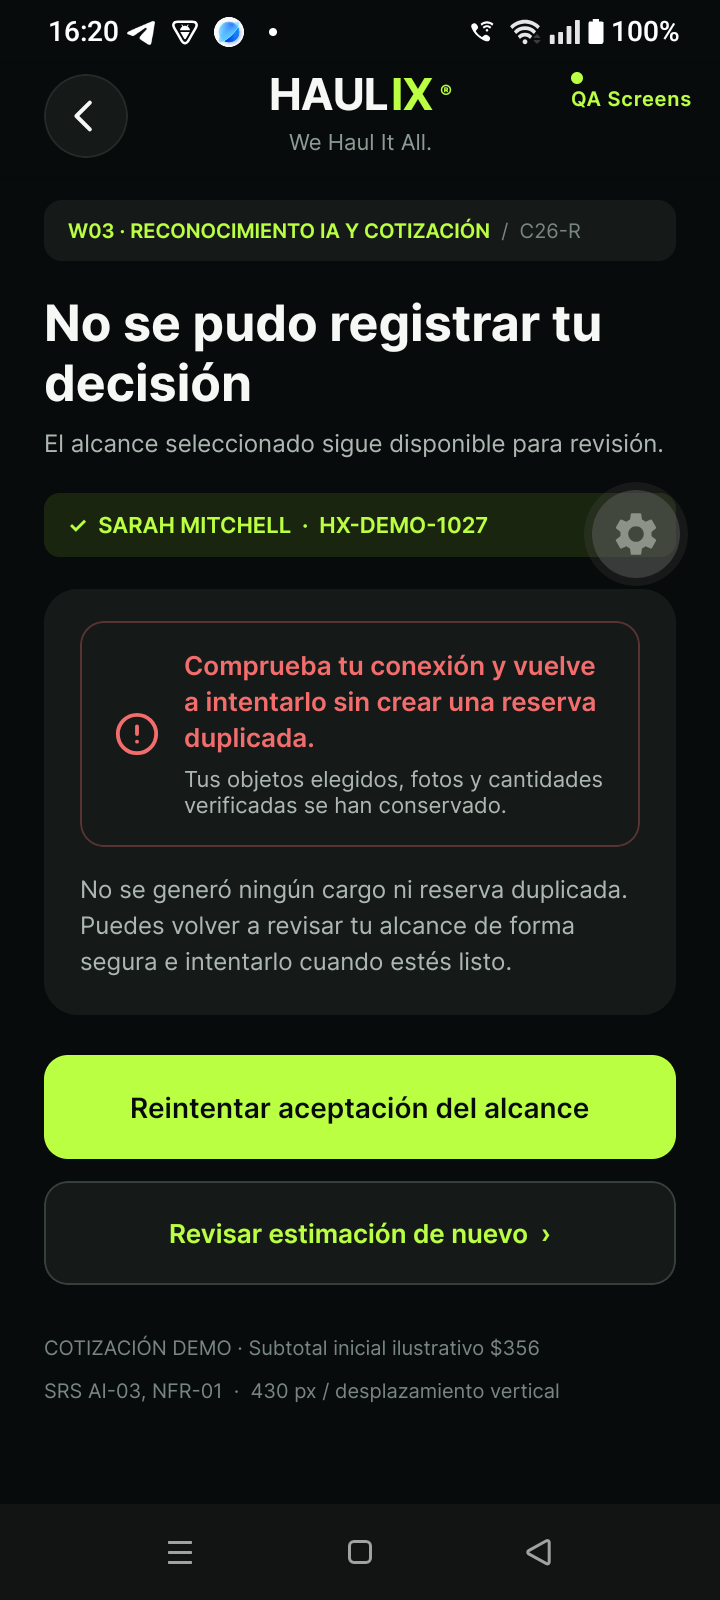 16:20
100%
HAULIX ®
We Haul It All.
QA Screens
W03 · RECONOCIMIENTO IA Y COTIZACIÓN / C26-R
No se pudo registrar tu
decisión
El alcance seleccionado sigue disponible para revisión.
✓ SARAH MITCHELL · HX-DEMO-1027
Comprueba tu conexión y vuelve
a intentarlo sin crear una reserva
duplicada.
Tus objetos elegidos, fotos y cantidades
verificadas se han conservado.
No se generó ningún cargo ni reserva duplicada.
Puedes volver a revisar tu alcance de forma
segura e intentarlo cuando estés listo.
Reintentar aceptación del alcance
Revisar estimación de nuevo ›
COTIZACIÓN DEMO · Subtotal inicial ilustrativo $356
SRS AI-03, NFR-01 · 430 px / desplazamiento vertical